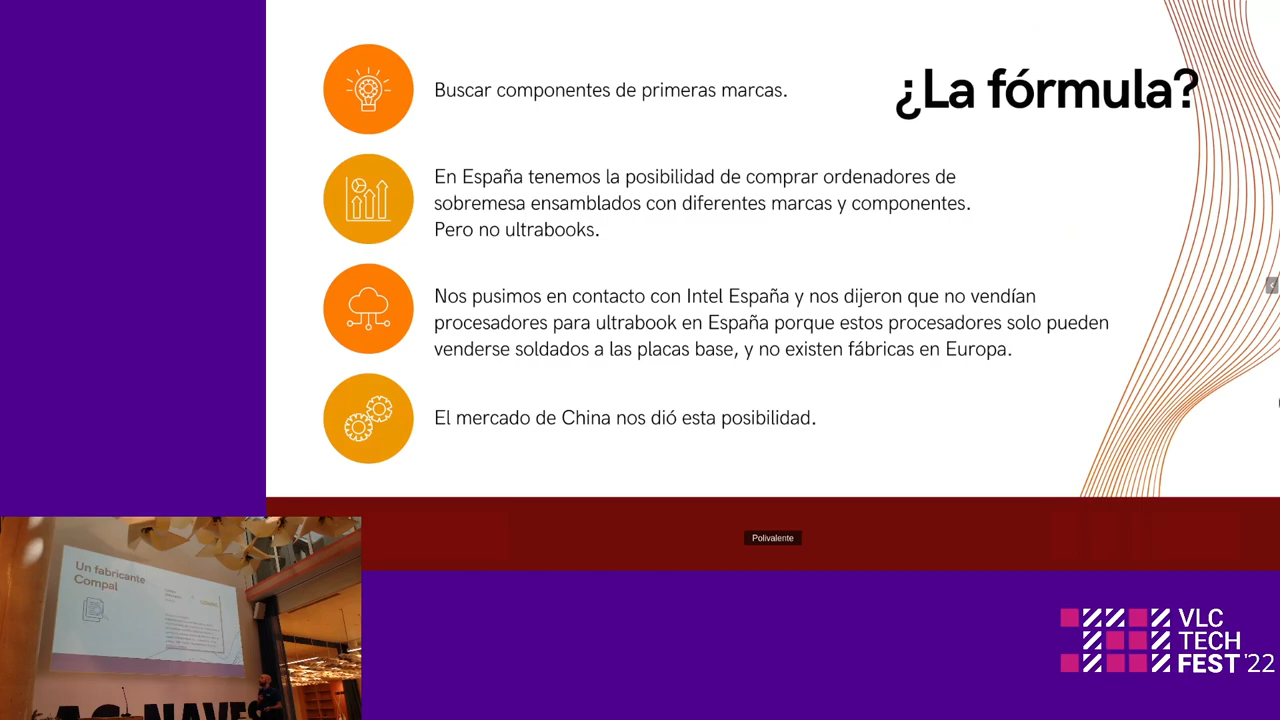 ¿La fórmula?
Buscar componentes de primeras marcas.
En España tenemos la posibilidad de comprar ordenadores de
sobremesa ensamblados con diferentes marcas y componentes.
Pero no ultrabooks.
Nos pusimos en contacto con Intel España y nos dijeron que no vendían
procesadores para ultrabook en España porque estos procesadores solo pueden
venderse soldados a las placas base, y no existen fábricas en Europa.
El mercado de China nos dió esta posibilidad.
Polivalente
Un fabricante
Compal
NAVES
VLC
TECH
FEST '22